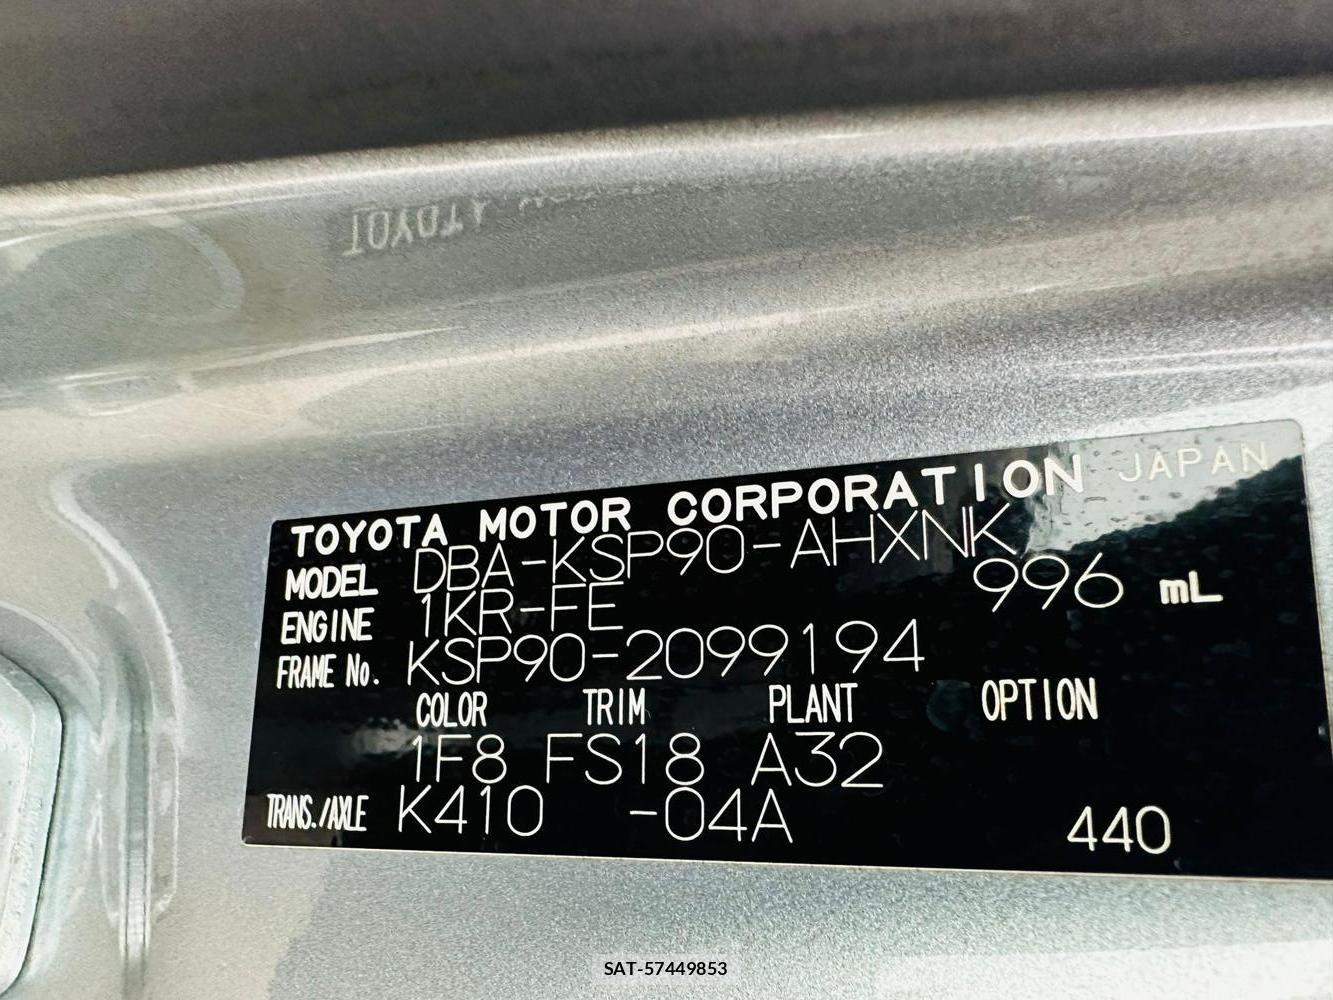 TOYOTA MOTOR CORPORATION JAPAN
MODEL DBA-KSP90-AHXNK
ENGINE 1KR-FE 996 mL
FRAME No. KSP90-2099194
COLOR TRIM PLANT OPTION
1F8 FS18 A32
TRANS./AXLE K410 -04A 440
SAT-57449853